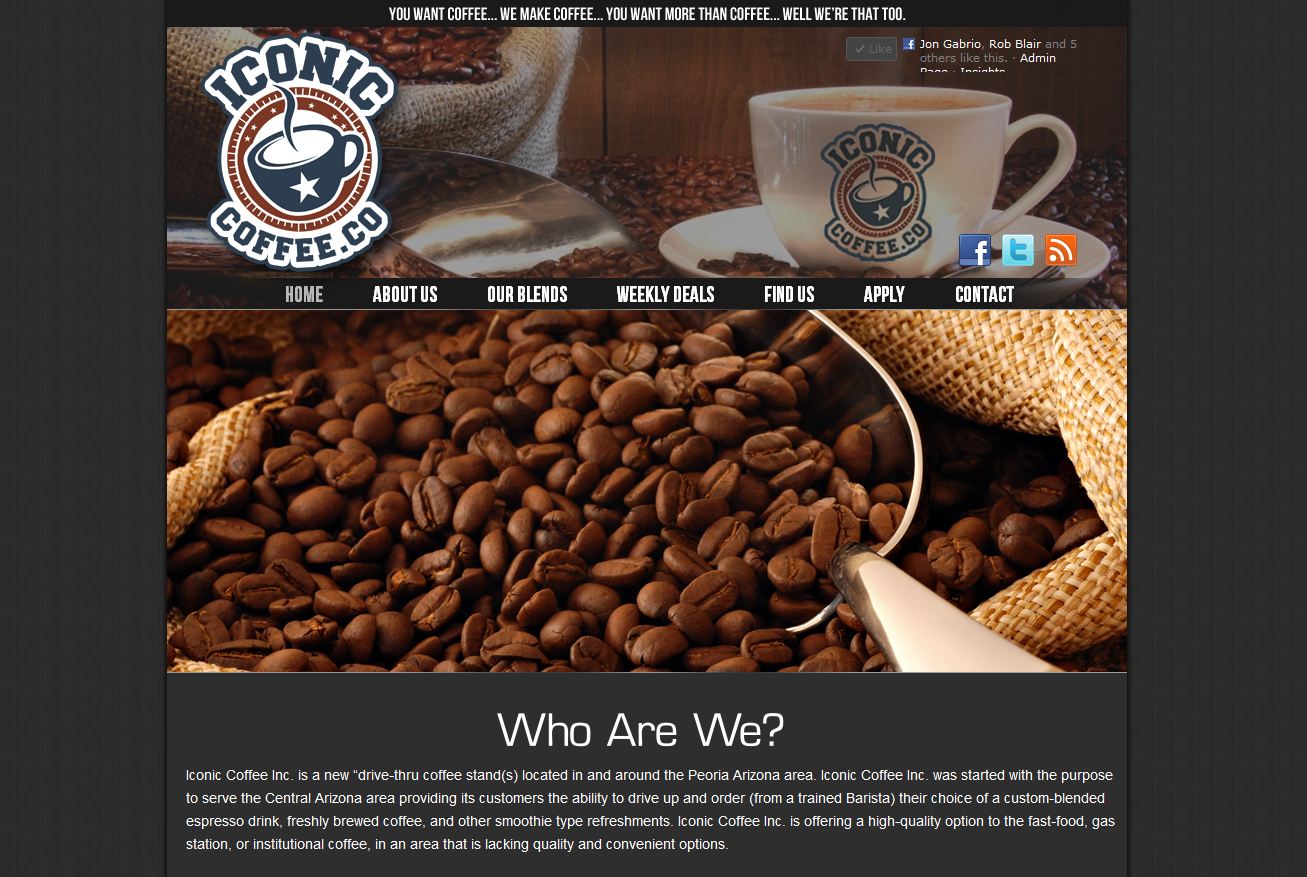 YOU WANT COFFEE... WE MAKE COFFEE... YOU WANT MORE THAN COFFEE... WELL WE'RE THAT TOO.
ICONIC
COFFEE.CO
Like
Jon Gabrio, Rob Blair and 5
others like this. · Admin
Page · Insights
ICONIC
COFFEE.CO
HOME
ABOUT US
OUR BLENDS
WEEKLY DEALS
FIND US
APPLY
CONTACT
Who Are We?
Iconic Coffee Inc. is a new “drive-thru coffee stand(s) located in and around the Peoria Arizona area. Iconic Coffee Inc. was started with the purpose
to serve the Central Arizona area providing its customers the ability to drive up and order (from a trained Barista) their choice of a custom-blended
espresso drink, freshly brewed coffee, and other smoothie type refreshments. Iconic Coffee Inc. is offering a high-quality option to the fast-food, gas
station, or institutional coffee, in an area that is lacking quality and convenient options.